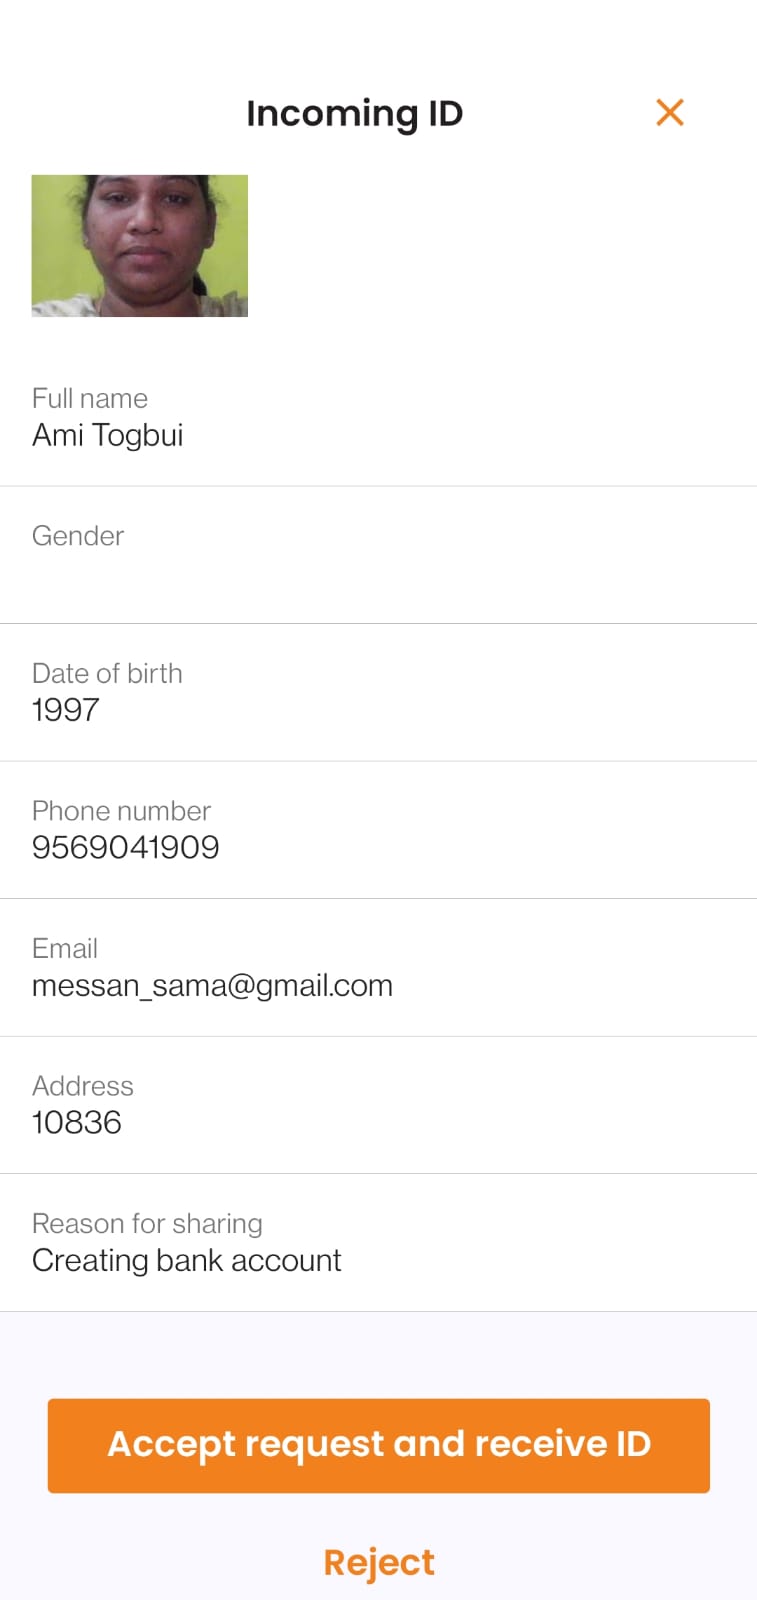 Incoming ID
Full name
Ami Togbui
Gender
Date of birth
1997
Phone number
9569041909
Email
messan_sama@gmail.com
Address
10836
Reason for sharing
Creating bank account
Accept request and receive ID
Reject